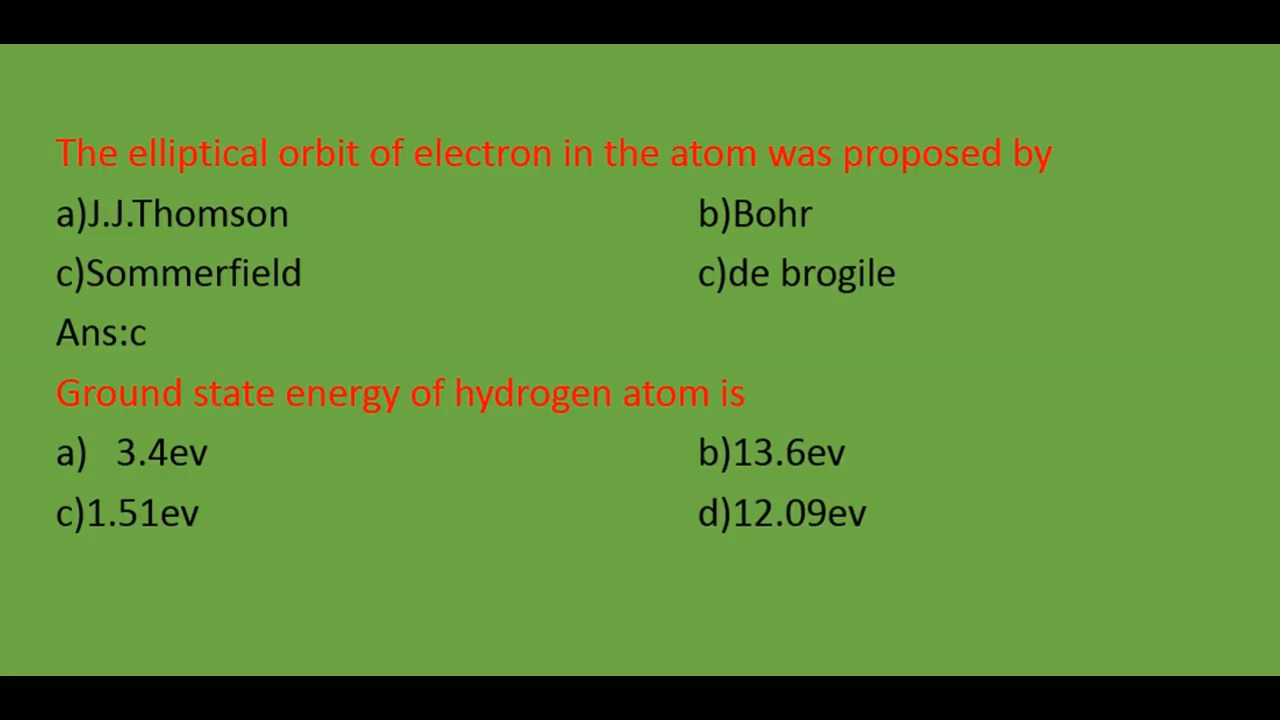 The elliptical orbit of electron in the atom was proposed by
a)J.J.Thomson b)Bohr
c)Sommerfield c)de brogile
Ans:c
Ground state energy of hydrogen atom is
a) 3.4ev b)13.6ev
c)1.51ev d)12.09ev